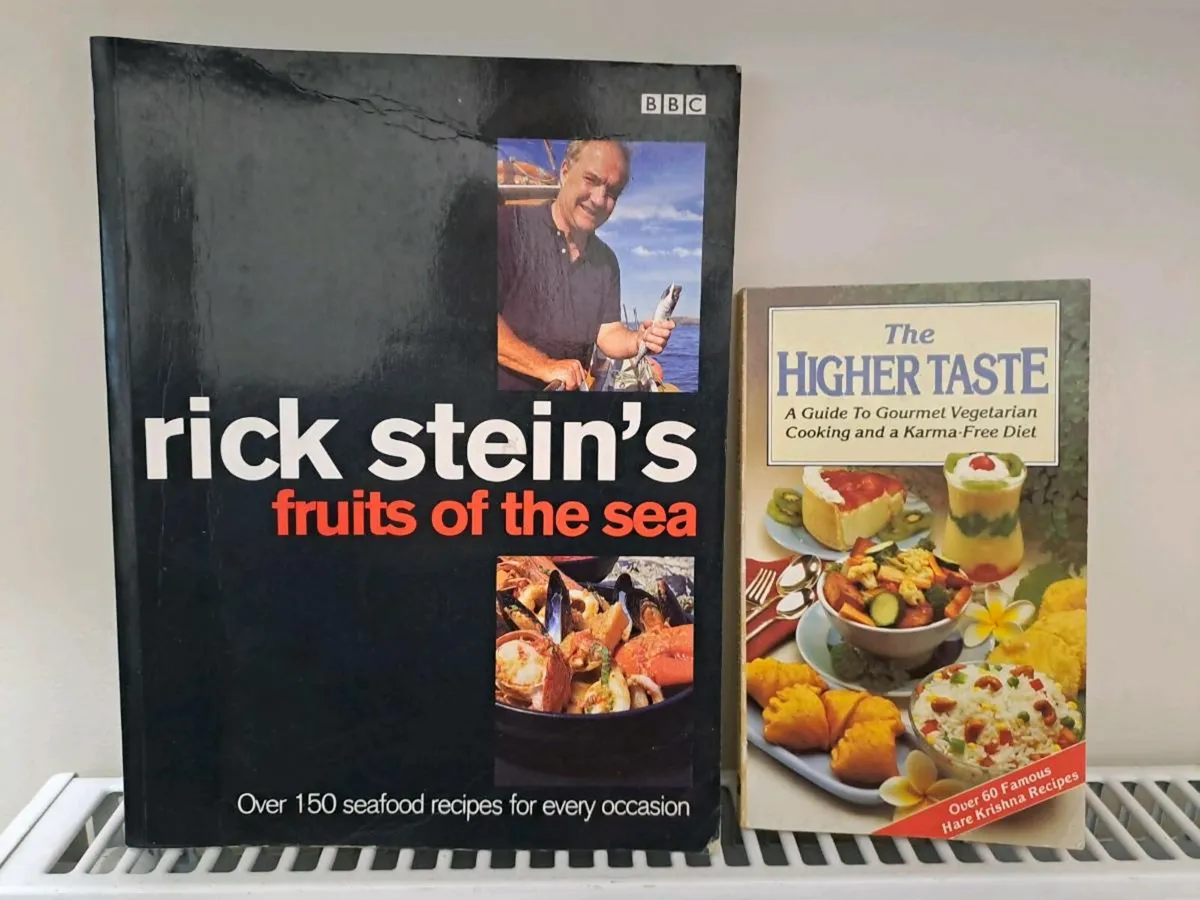 BBC
rick stein's
fruits of the sea
Over 150 seafood recipes for every occasion
The
HIGHER TASTE
A Guide To Gourmet Vegetarian
Cooking and a Karma-Free Diet
Over 60 Famous
Hare Krishna Recipes